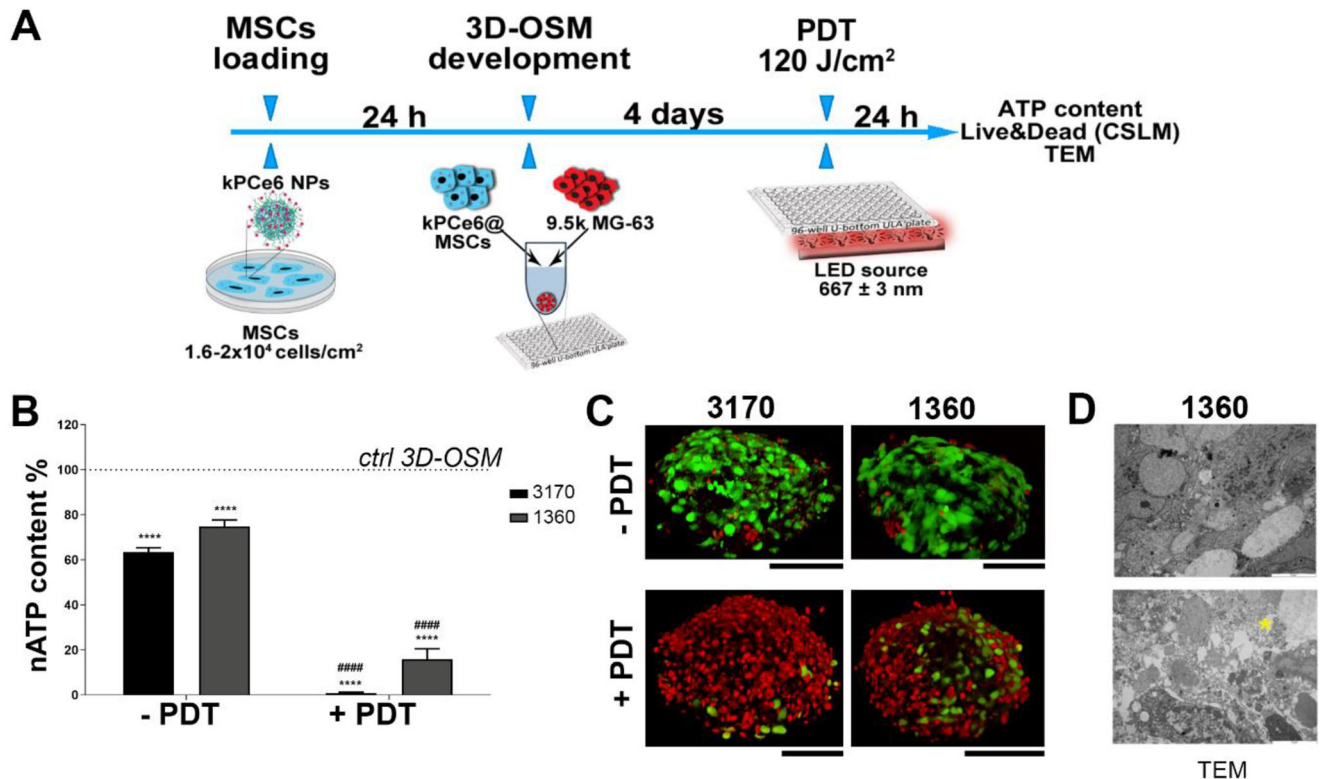 A
MSCs
loading
3D-OSM
development
PDT
120 J/cm²
24 h
4 days
24 h
ATP content
Live&Dead (CSLM)
TEM
kPCe6 NPs
MSCs
1.6-2x10⁴ cells/cm²
kPCe6@
MSCs
9.5k MG-63
96-well U-bottom ULA plate
96-well U-bottom ULA plate
LED source
667 ± 3 nm
B
nATP content %
120
100
80
60
40
20
0
ctrl 3D-OSM
3170
1360
****
****
####
****
####
****
- PDT
+ PDT
C
3170
1360
- PDT
+ PDT
D
1360
*
TEM